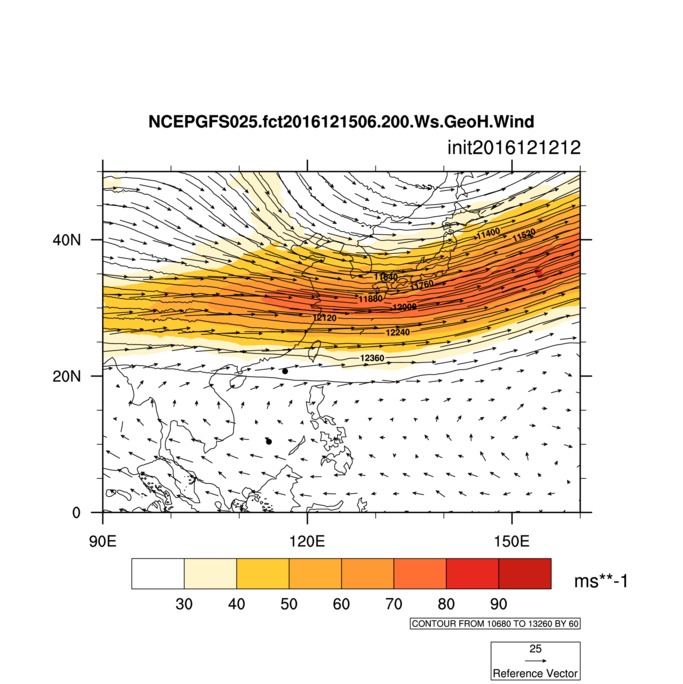 NCEPGFS025.fct2016121506.200.Ws.GeoH.Wind
init2016121212
40N
20N
0
11400
11520
11640
11760
11880
12000
12120
12240
12360
90E 120E 150E
30 40 50 60 70 80 90
ms**-1
CONTOUR FROM 10680 TO 13260 BY 60
25
Reference Vector